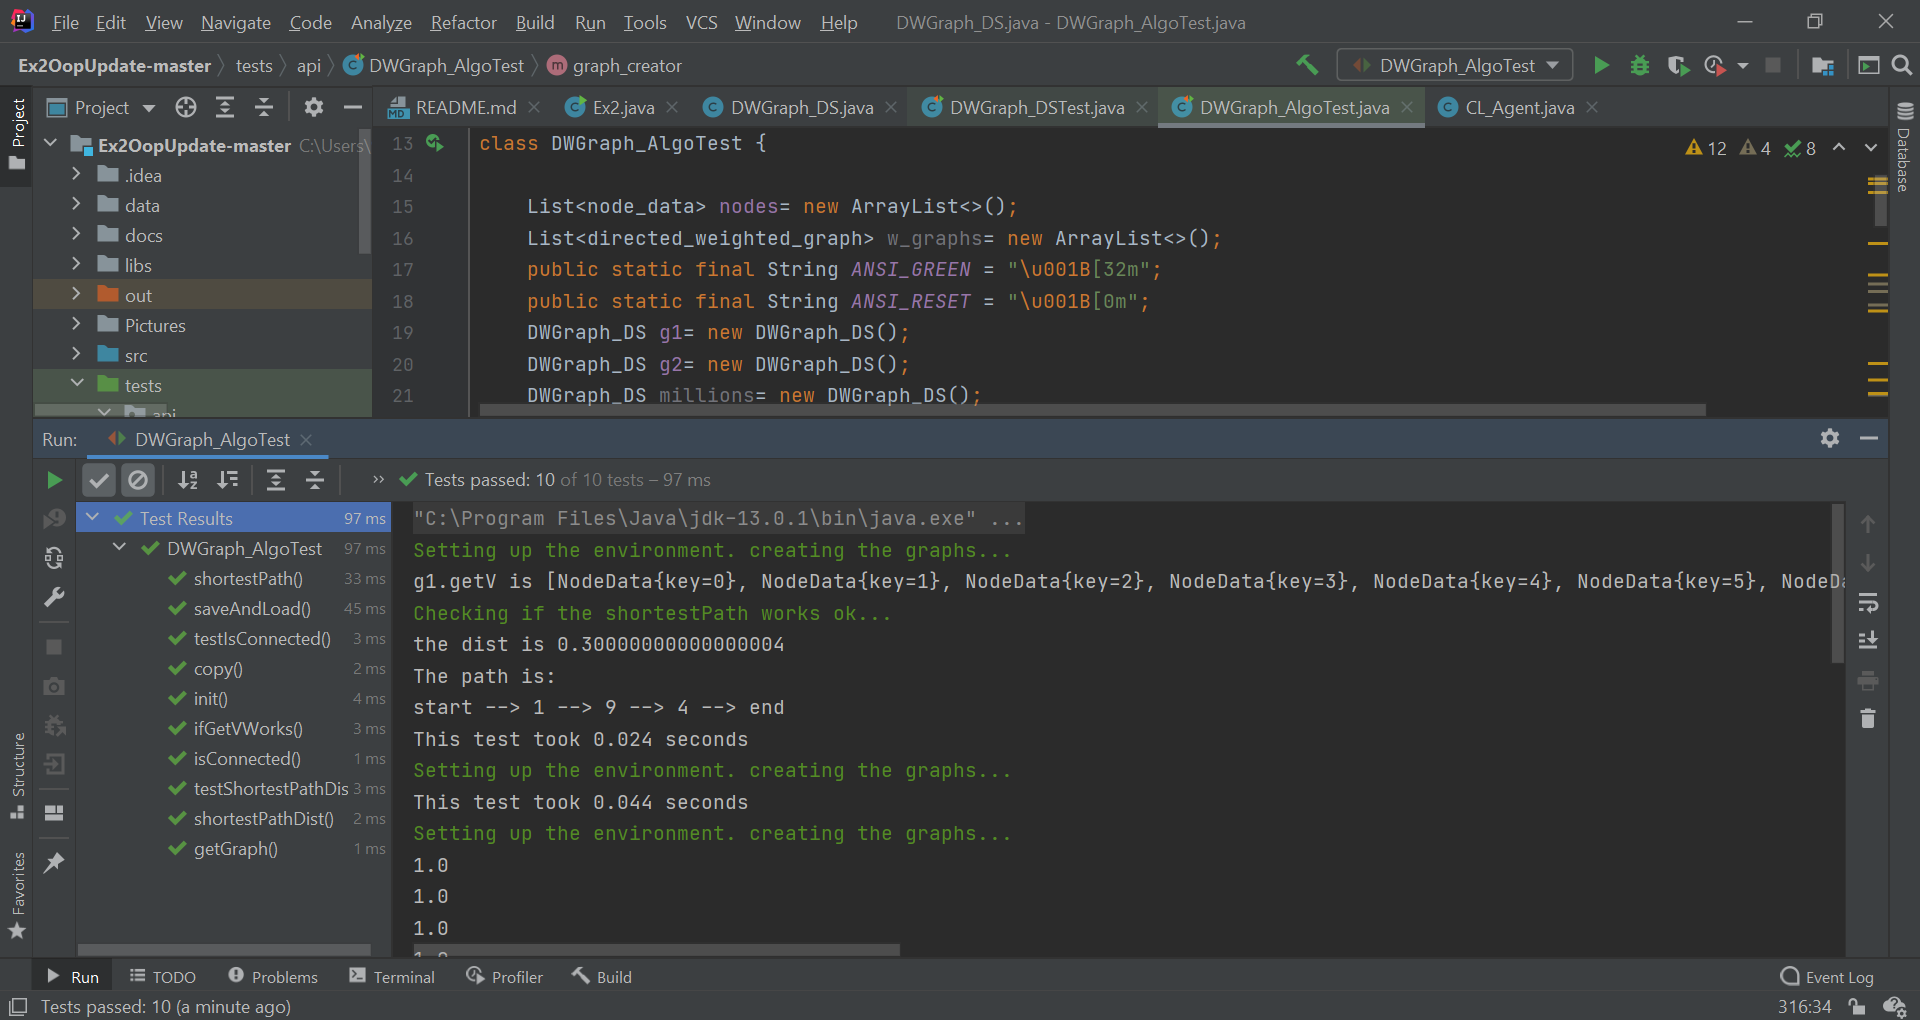 File Edit View Navigate Code Analyze Refactor Build Run Tools VCS Window Help DWGraph_DS.java - DWGraph_AlgoTest.java
Ex2OopUpdate-master tests api DWGraph_AlgoTest graph_creator DWGraph_AlgoTest
Project
Project
README.md Ex2.java DWGraph_DS.java DWGraph_DSTest.java DWGraph_AlgoTest.java CL_Agent.java
Database
Ex2OopUpdate-master C:\Users\
.idea
data
docs
libs
out
Pictures
src
tests
api
12 4 8
13 class DWGraph_AlgoTest {
14
15 List<node_data> nodes= new ArrayList<>();
16 List<directed_weighted_graph> w_graphs= new ArrayList<>();
17 public static final String ANSI_GREEN = "\u001B[32m";
18 public static final String ANSI_RESET = "\u001B[0m";
19 DWGraph_DS g1= new DWGraph_DS();
20 DWGraph_DS g2= new DWGraph_DS();
21 DWGraph_DS millions= new DWGraph_DS();
Run: DWGraph_AlgoTest
Tests passed: 10 of 10 tests – 97 ms
Test Results 97 ms
DWGraph_AlgoTest 97 ms
shortestPath() 33 ms
saveAndLoad() 45 ms
testIsConnected() 3 ms
copy() 2 ms
init() 4 ms
ifGetVWorks() 3 ms
isConnected() 1 ms
testShortestPathDis 3 ms
shortestPathDist() 2 ms
getGraph() 1 ms
"C:\Program Files\Java\jdk-13.0.1\bin\java.exe" ...
Setting up the environment. creating the graphs...
g1.getV is [NodeData{key=0}, NodeData{key=1}, NodeData{key=2}, NodeData{key=3}, NodeData{key=4}, NodeData{key=5}, NodeDa
Checking if the shortestPath works ok...
the dist is 0.30000000000000004
The path is:
start --> 1 --> 9 --> 4 --> end
This test took 0.024 seconds
Setting up the environment. creating the graphs...
This test took 0.044 seconds
Setting up the environment. creating the graphs...
1.0
1.0
1.0
Structure
Favorites
Run TODO Problems Terminal Profiler Build Event Log
Tests passed: 10 (a minute ago) 316:34